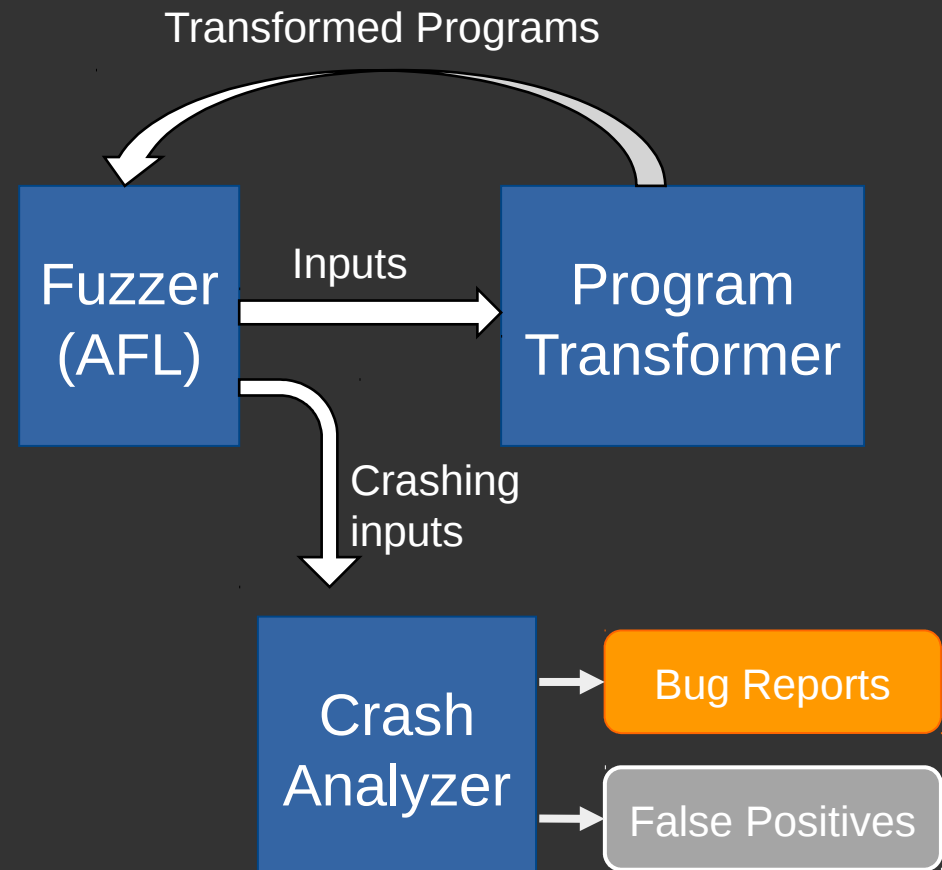 Transformed Programs
Fuzzer
(AFL)
Inputs
Program
Transformer
Crashing
inputs
Crash
Analyzer
Bug Reports
False Positives